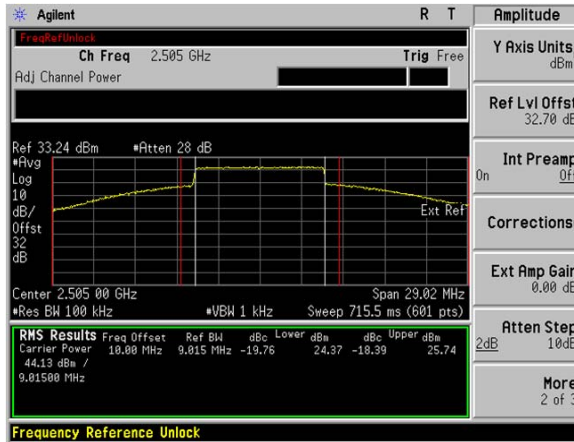 Agilent R T Amplitude
FreqRefUnlock
Ch Freq 2.505 GHz Trig Free
Adj Channel Power
Y Axis Units
dBm
Ref Lvl Offst
32.70 dB
Int Preamp
On Off
Corrections
Ext Amp Gain
0.00 dB
Atten Step
2dB 10dB
More
2 of 3
Ref 33.24 dBm #Atten 28 dB
#Avg
Log
10
dB/
Offst
32
dB
Ext Ref
Center 2.505 00 GHz Span 29.02 MHz
#Res BW 100 kHz #VBW 1 kHz Sweep 715.5 ms (601 pts)
RMS Results Freq Offset Ref BW dBc Lower dBm dBc Upper dBm
Carrier Power 10.00 MHz 9.015 MHz -19.76 24.37 -18.39 25.74
44.13 dBm /
9.01500 MHz
Frequency Reference Unlock